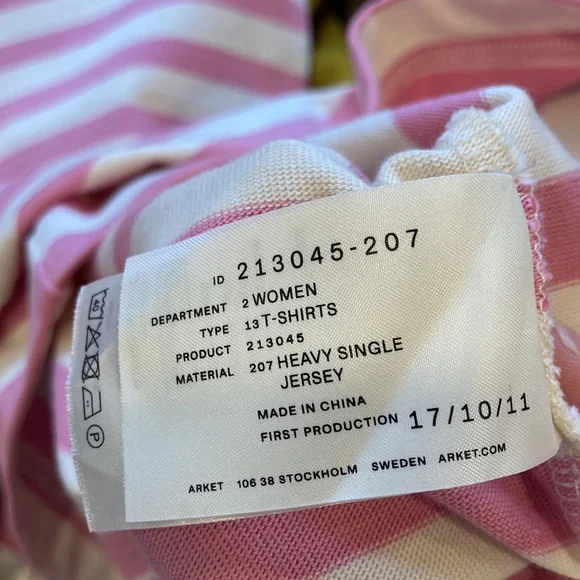 ID 213045-207
DEPARTMENT 2 WOMEN
TYPE 13 T-SHIRTS
PRODUCT 213045
MATERIAL 207 HEAVY SINGLE
JERSEY
MADE IN CHINA
FIRST PRODUCTION 17/10/11
ARKET 106 38 STOCKHOLM SWEDEN ARKET.COM
40
P